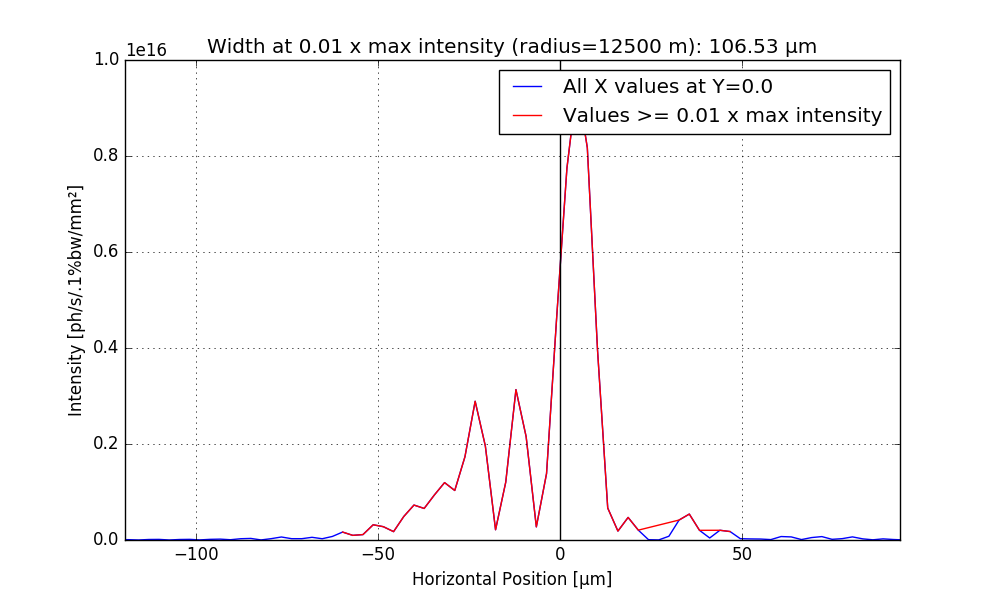 Width at 0.01 x max intensity (radius=12500 m): 106.53 µm
1e16
All X values at Y=0.0
Values >= 0.01 x max intensity
1.0
0.8
0.6
0.4
0.2
0.0
Intensity [ph/s/.1%bw/mm²]
−100
−50
0
50
Horizontal Position [µm]